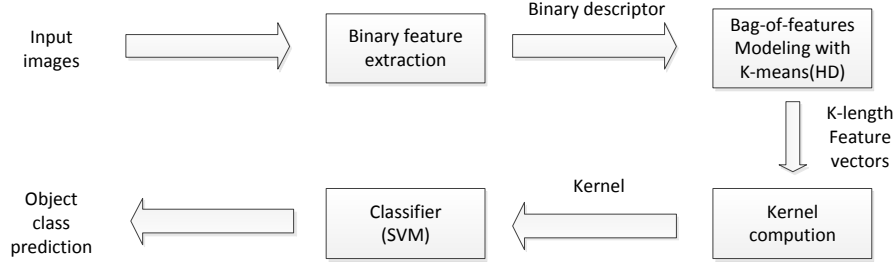 Input
images
Binary feature
extraction
Binary descriptor
Bag-of-features
Modeling with
K-means(HD)
K-length
Feature
vectors
Kernel
compution
Kernel
Classifier
(SVM)
Object
class
prediction